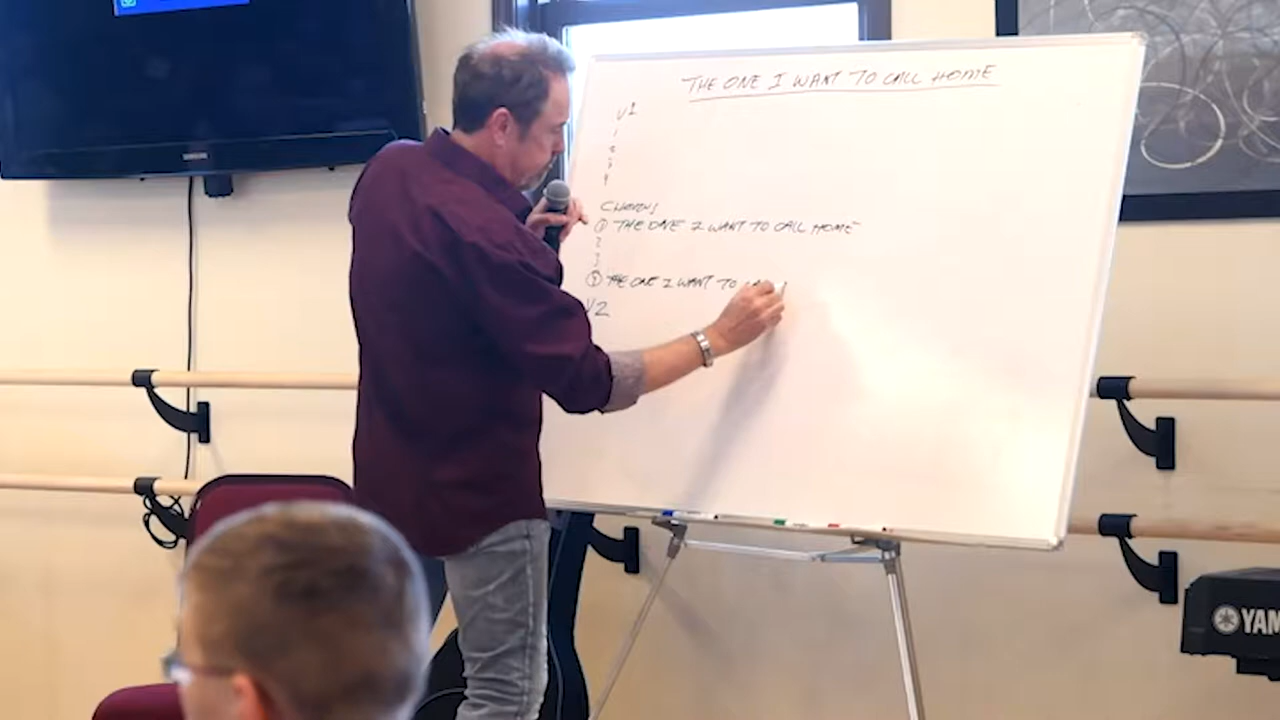 SAMSUNG
THE ONE I WANT TO CALL HOME
V1
1
2
3
4
CHORUS
① THE ONE I WANT TO CALL HOME
2
3
④ THE ONE I WANT TO
V2
YAM